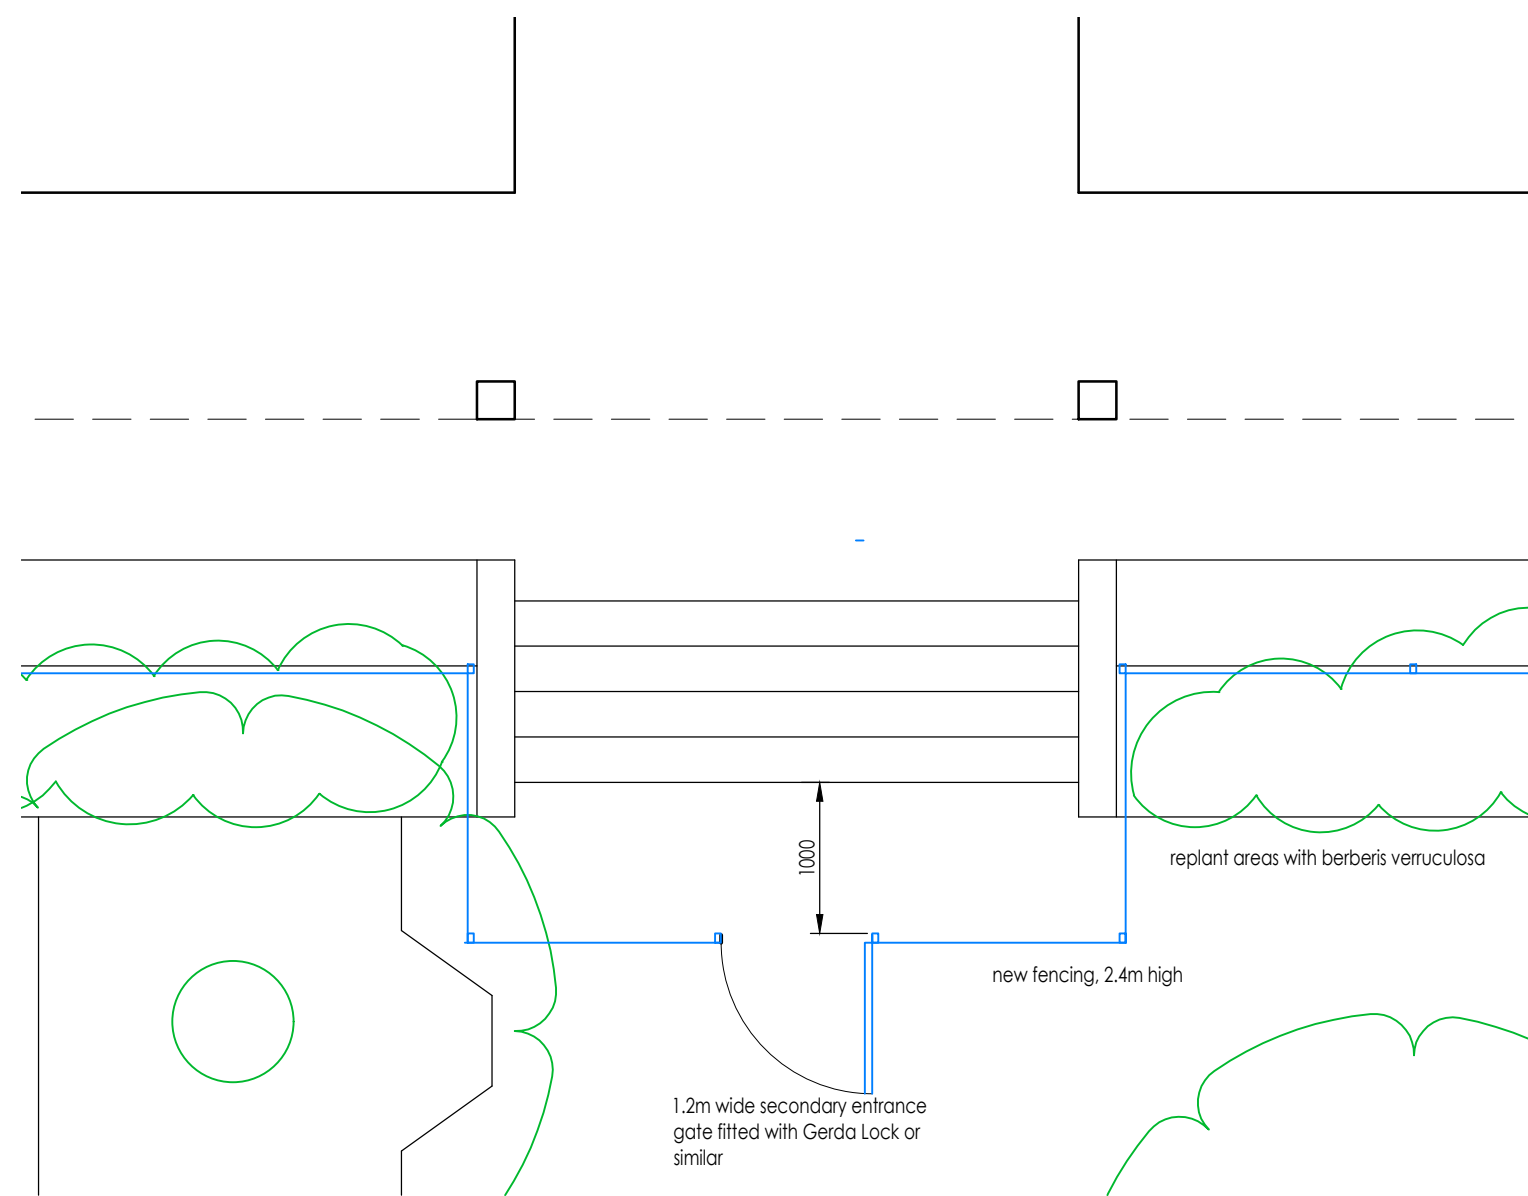 1000
replant areas with berberis verruculosa
new fencing, 2.4m high
1.2m wide secondary entrance
gate fitted with Gerda Lock or
similar